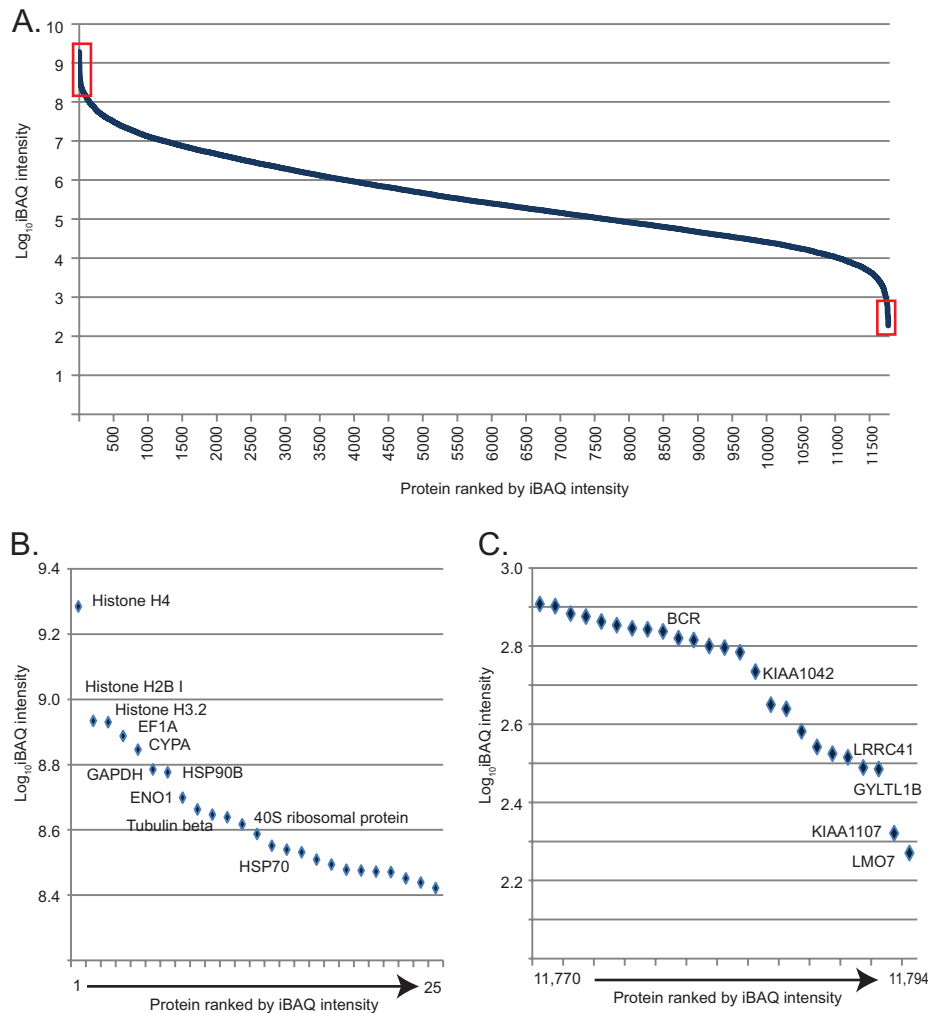 A.
10
9
8
7
6
5
4
3
2
1
Log10iBAQ intensity
500
1000
1500
2000
2500
3000
3500
4000
4500
5000
5500
6000
6500
7000
7500
8000
8500
9000
9500
10000
10500
11000
11500
Protein ranked by iBAQ intensity
B.
9.4
9.2
9.0
8.8
8.6
8.4
Log10iBAQ intensity
Histone H4
Histone H2B I
Histone H3.2
EF1A
CYPA
GAPDH
HSP90B
ENO1
Tubulin beta
40S ribosomal protein
HSP70
1
25
Protein ranked by iBAQ intensity
C.
3.0
2.8
2.6
2.4
2.2
Log10iBAQ intensity
BCR
KIAA1042
LRRC41
GYLTL1B
KIAA1107
LMO7
11,770
11,794
Protein ranked by iBAQ intensity